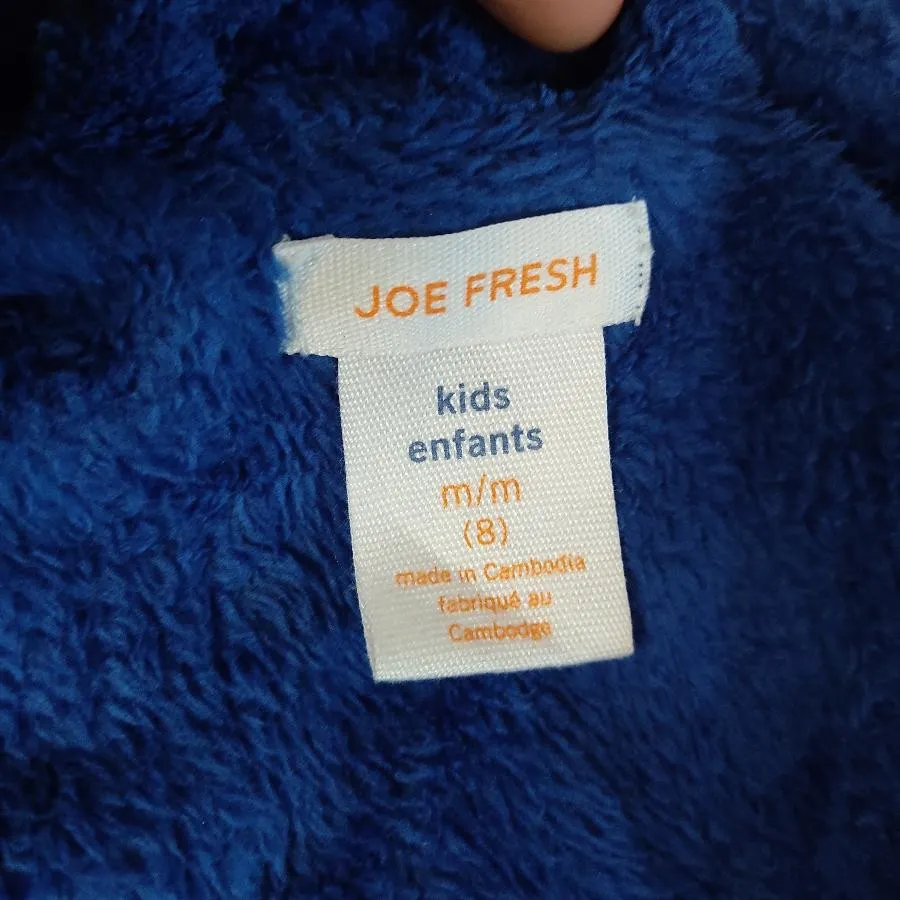 JOE FRESH
kids
enfants
m/m
(8)
made in Cambodia
fabriqué au
Cambodge